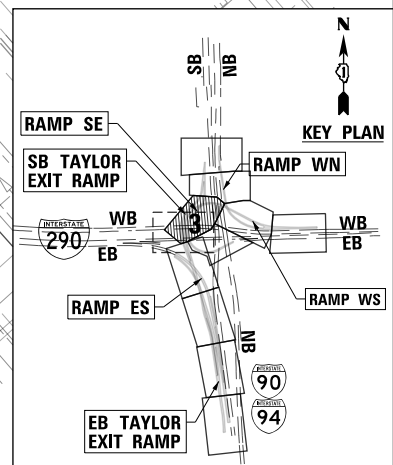 SB
NB
N
1
KEY PLAN
RAMP SE
SB TAYLOR
EXIT RAMP
RAMP WN
3
WB
EB
INTERSTATE
290
WB
EB
RAMP ES
RAMP WS
NB
INTERSTATE
90
INTERSTATE
94
EB TAYLOR
EXIT RAMP